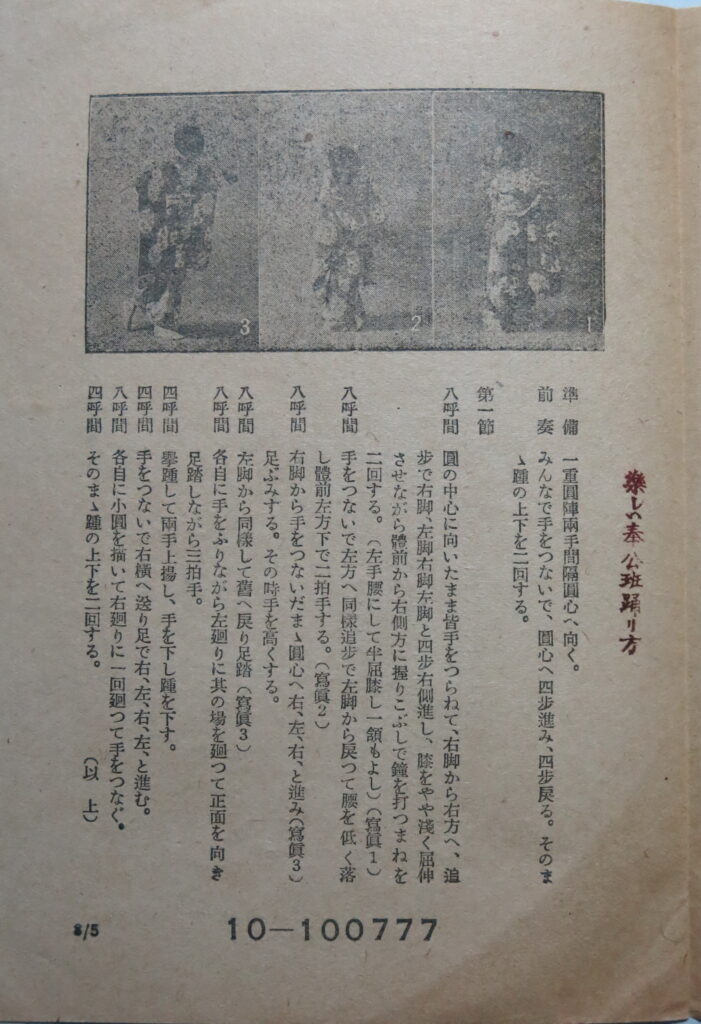 楽しい奉公班踊り方
1
2
3
準備　一重圓陣兩手間隔圓心へ向く。
前奏　みんなで手をつないで、圓心へ四步進み、四步戾る。そのま
ゝ踵の上下を二回する。
第一節
八呼間　圓の中心に向いたまま皆手をつらねて、右脚から右方へ、追
步で右脚、左脚右脚左脚と四步右側進し、膝をやや淺く屈伸
させながら體前から右側方に握りこぶしで鐘を打つまねを
二回する。（左手腰にして半屈膝し一頷もよし）（寫眞1）
八呼間　手をつないで左方へ同樣追步で左脚から戾つて腰を低く落
し體前左方下で二拍手する。（寫眞2）
八呼間　右脚から手をつないだまゝ圓心へ右、左、右、と進み（寫眞3）
足ぶみする。その時手を高くする。
八呼間　左脚から同樣して舊へ戾り足踏（寫眞3）
八呼間　各自に手をふりながら左廻りに其の場を廻つて正面を向き
足踏しながら三拍手。
四呼間　擧踵して兩手上揚し、手を下し踵を下す。
四呼間　手をつないで右橫へ送り足で右、左、右、左、と進む。
八呼間　各自に小圓を描いて右廻りに一回廻つて手をつなぐ。
四呼間　そのまゝ踵の上下を二回する。
（以上）
10—100777
8/5